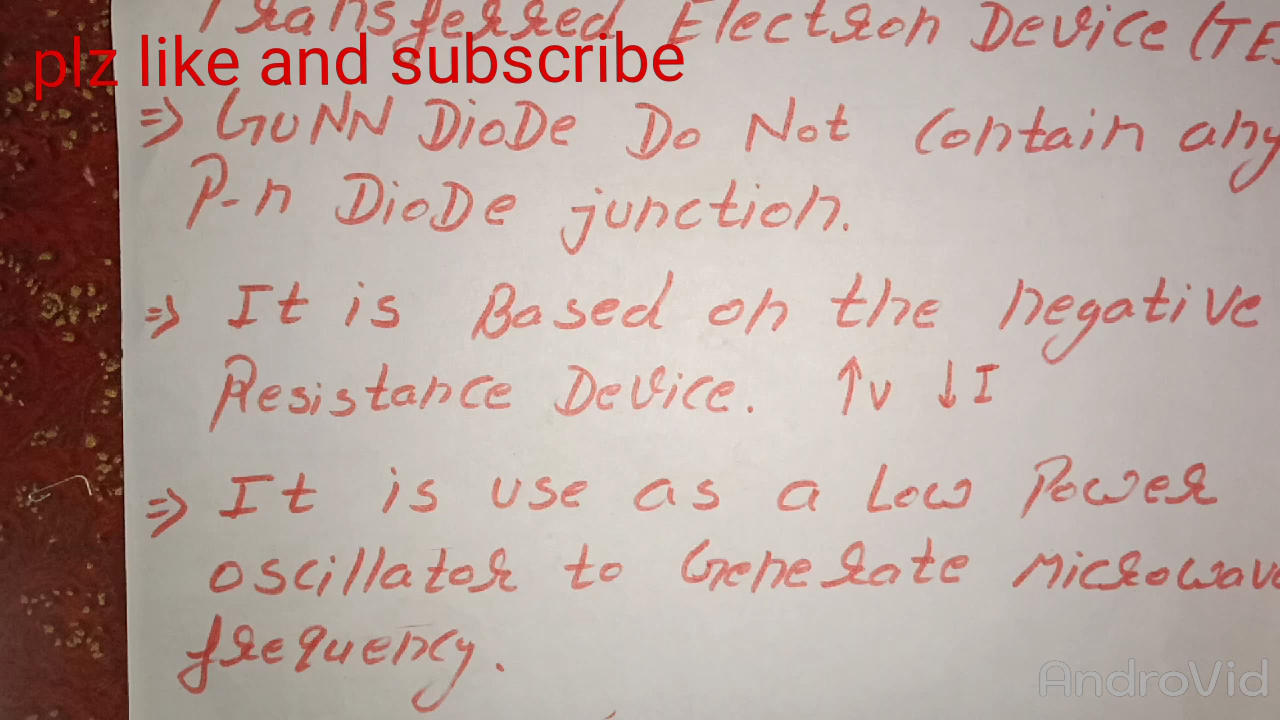 Transferred Electron Device (TE
plz like and subscribe
=> GUNN DioDe Do Not Contain any
P-n DioDe junction.
=> It is Based on the negative
Resistance Device. ↑v ↓I
=> It is use as a Low Power
oscillator to Generate Microwave
frequency.
AndroVid